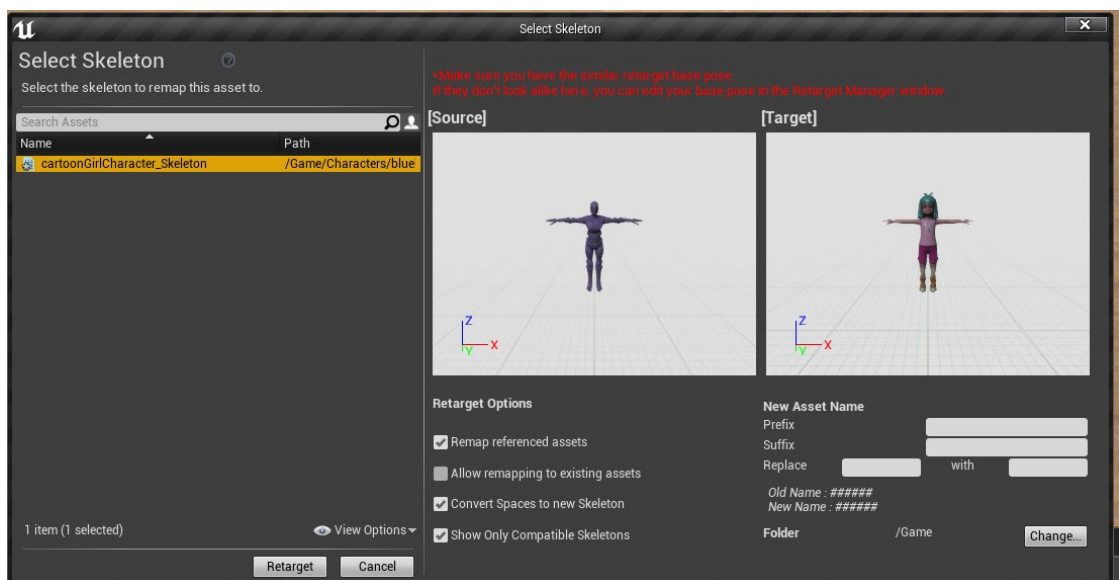 Select Skeleton
Select Skeleton
Select the skeleton to remap this asset to.
Search Assets
Name Path
cartoonGirlCharacter_Skeleton /Game/Characters/blue
1 item (1 selected) View Options
Retarget Cancel
*Make sure you have the similar retarget base pose.
If they don't look alike here, you can edit your base pose in the Retarget Manager window.
[Source] [Target]
Z
Y X
Z
Y X
Retarget Options
Remap referenced assets
Allow remapping to existing assets
Convert Spaces to new Skeleton
Show Only Compatible Skeletons
New Asset Name
Prefix
Suffix
Replace with
Old Name : ######
New Name : ######
Folder /Game Change...